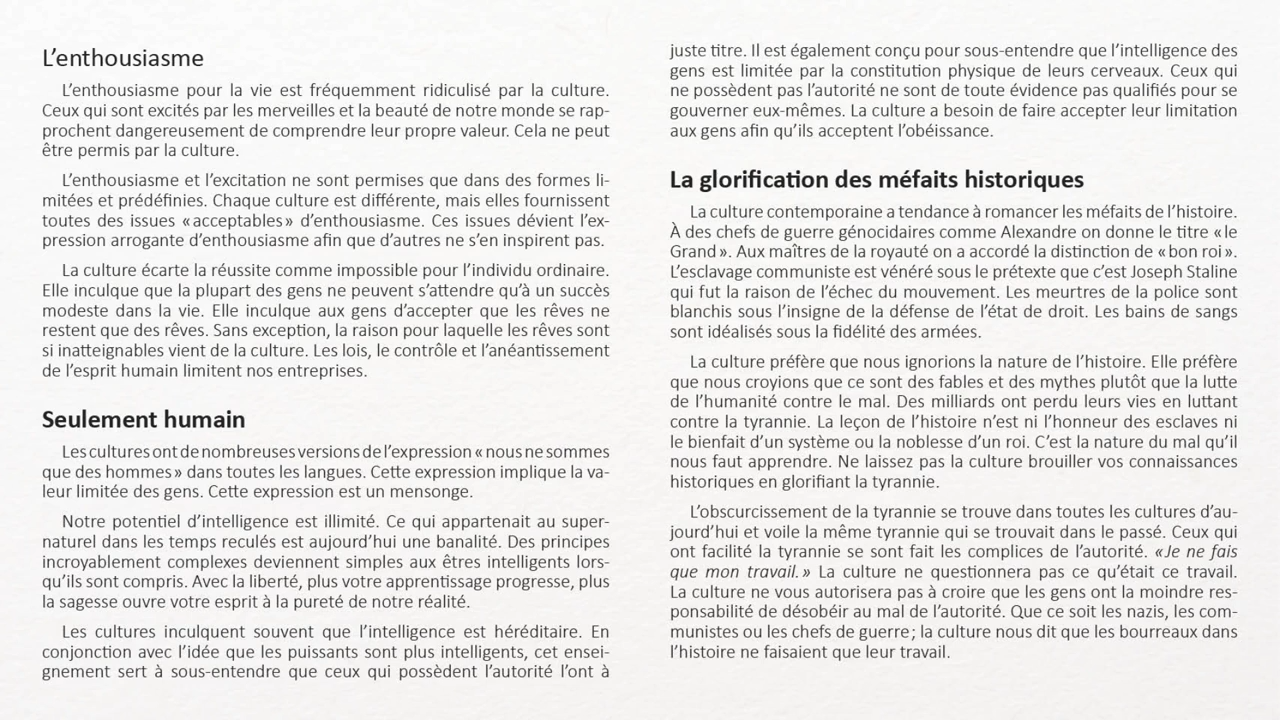 L'enthousiasme
L'enthousiasme pour la vie est fréquemment ridiculisé par la culture.
Ceux qui sont excités par les merveilles et la beauté de notre monde se rap-
prochent dangereusement de comprendre leur propre valeur. Cela ne peut
être permis par la culture.
L'enthousiasme et l'excitation ne sont permises que dans des formes li-
mitées et prédéfinies. Chaque culture est différente, mais elles fournissent
toutes des issues « acceptables » d'enthousiasme. Ces issues dévient l'ex-
pression arrogante d'enthousiasme afin que d'autres ne s'en inspirent pas.
La culture écarte la réussite comme impossible pour l'individu ordinaire.
Elle inculque que la plupart des gens ne peuvent s'attendre qu'à un succès
modeste dans la vie. Elle inculque aux gens d'accepter que les rêves ne
restent que des rêves. Sans exception, la raison pour laquelle les rêves sont
si inatteignables vient de la culture. Les lois, le contrôle et l'anéantissement
de l'esprit humain limitent nos entreprises.
Seulement humain
Les cultures ont de nombreuses versions de l'expression « nous ne sommes
que des hommes » dans toutes les langues. Cette expression implique la va-
leur limitée des gens. Cette expression est un mensonge.
Notre potentiel d'intelligence est illimité. Ce qui appartenait au super-
naturel dans les temps reculés est aujourd'hui une banalité. Des principes
incroyablement complexes deviennent simples aux êtres intelligents lors-
qu'ils sont compris. Avec la liberté, plus votre apprentissage progresse, plus
la sagesse ouvre votre esprit à la pureté de notre réalité.
Les cultures inculquent souvent que l'intelligence est héréditaire. En
conjonction avec l'idée que les puissants sont plus intelligents, cet ensei-
gnement sert à sous-entendre que ceux qui possèdent l'autorité l'ont à
juste titre. Il est également conçu pour sous-entendre que l'intelligence des
gens est limitée par la constitution physique de leurs cerveaux. Ceux qui
ne possèdent pas l'autorité ne sont de toute évidence pas qualifiés pour se
gouverner eux-mêmes. La culture a besoin de faire accepter leur limitation
aux gens afin qu'ils acceptent l'obéissance.
La glorification des méfaits historiques
La culture contemporaine a tendance à romancer les méfaits de l'histoire.
À des chefs de guerre génocidaires comme Alexandre on donne le titre « le
Grand ». Aux maîtres de la royauté on a accordé la distinction de « bon roi ».
L'esclavage communiste est vénéré sous le prétexte que c'est Joseph Staline
qui fut la raison de l'échec du mouvement. Les meurtres de la police sont
blanchis sous l'insigne de la défense de l'état de droit. Les bains de sangs
sont idéalisés sous la fidélité des armées.
La culture préfère que nous ignorions la nature de l'histoire. Elle préfère
que nous croyions que ce sont des fables et des mythes plutôt que la lutte
de l'humanité contre le mal. Des milliards ont perdu leurs vies en luttant
contre la tyrannie. La leçon de l'histoire n'est ni l'honneur des esclaves ni
le bienfait d'un système ou la noblesse d'un roi. C'est la nature du mal qu'il
nous faut apprendre. Ne laissez pas la culture brouiller vos connaissances
historiques en glorifiant la tyrannie.
L'obscurcissement de la tyrannie se trouve dans toutes les cultures d'au-
jourd'hui et voile la même tyrannie qui se trouvait dans le passé. Ceux qui
ont facilité la tyrannie se sont fait les complices de l'autorité. « Je ne fais
que mon travail. » La culture ne questionnera pas ce qu'était ce travail.
La culture ne vous autorisera pas à croire que les gens ont la moindre res-
ponsabilité de désobéir au mal de l'autorité. Que ce soit les nazis, les com-
munistes ou les chefs de guerre ; la culture nous dit que les bourreaux dans
l'histoire ne faisaient que leur travail.